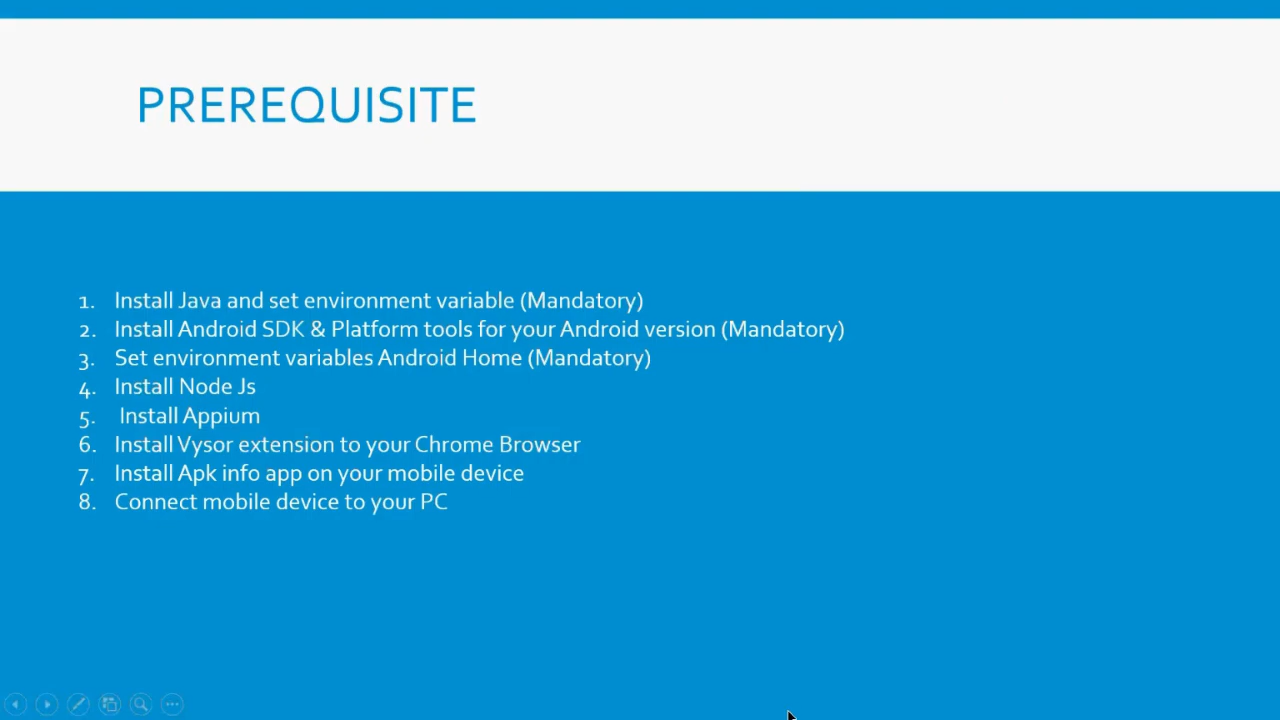 PREREQUISITE
1. Install Java and set environment variable (Mandatory)
2. Install Android SDK & Platform tools for your Android version (Mandatory)
3. Set environment variables Android Home (Mandatory)
4. Install Node Js
5. Install Appium
6. Install Vysor extension to your Chrome Browser
7. Install Apk info app on your mobile device
8. Connect mobile device to your PC